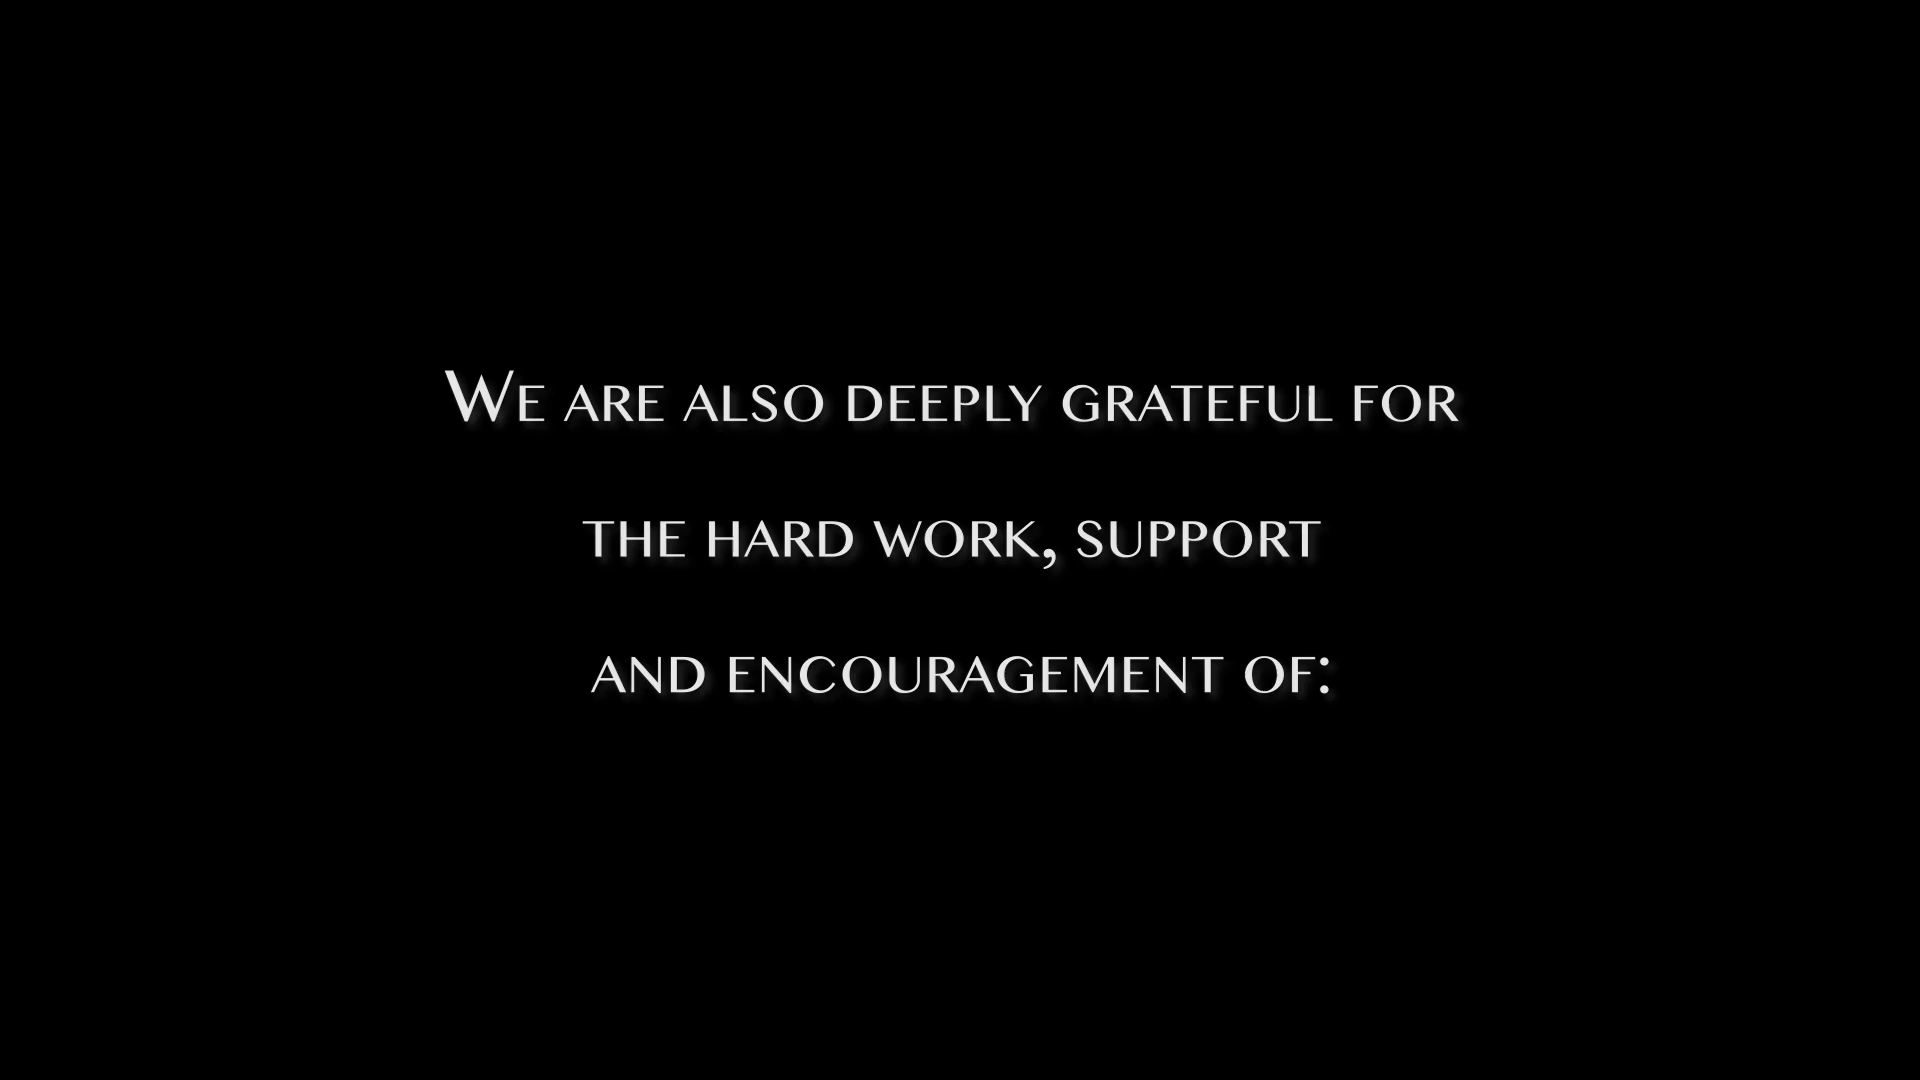 We are also deeply grateful for
the hard work, support
and encouragement of: